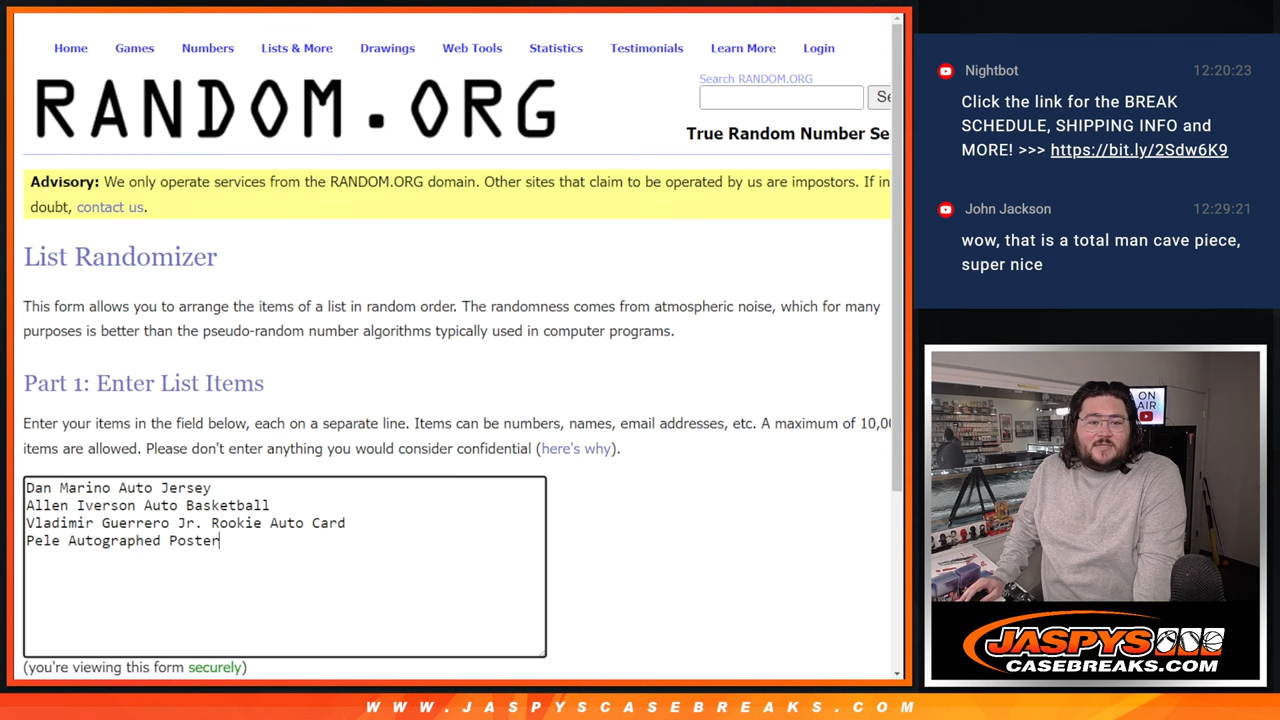 Home Games Numbers Lists & More Drawings Web Tools Statistics Testimonials Learn More Login
RANDOM.ORG
Search RANDOM.ORG
Se
True Random Number Se
Advisory: We only operate services from the RANDOM.ORG domain. Other sites that claim to be operated by us are impostors. If in
doubt, contact us.
List Randomizer
This form allows you to arrange the items of a list in random order. The randomness comes from atmospheric noise, which for many
purposes is better than the pseudo-random number algorithms typically used in computer programs.
Part 1: Enter List Items
Enter your items in the field below, each on a separate line. Items can be numbers, names, email addresses, etc. A maximum of 10,00
items are allowed. Please don't enter anything you would consider confidential (here's why).
Dan Marino Auto Jersey
Allen Iverson Auto Basketball
Vladimir Guerrero Jr. Rookie Auto Card
Pele Autographed Poster
(you're viewing this form securely)
Nightbot 12:20:23
Click the link for the BREAK
SCHEDULE, SHIPPING INFO and
MORE! >>> https://bit.ly/2Sdw6K9
John Jackson 12:29:21
wow, that is a total man cave piece,
super nice
ON
AIR
JASPYS
CASEBREAKS.COM
WWW.JASPYSCASEBREAKS.COM